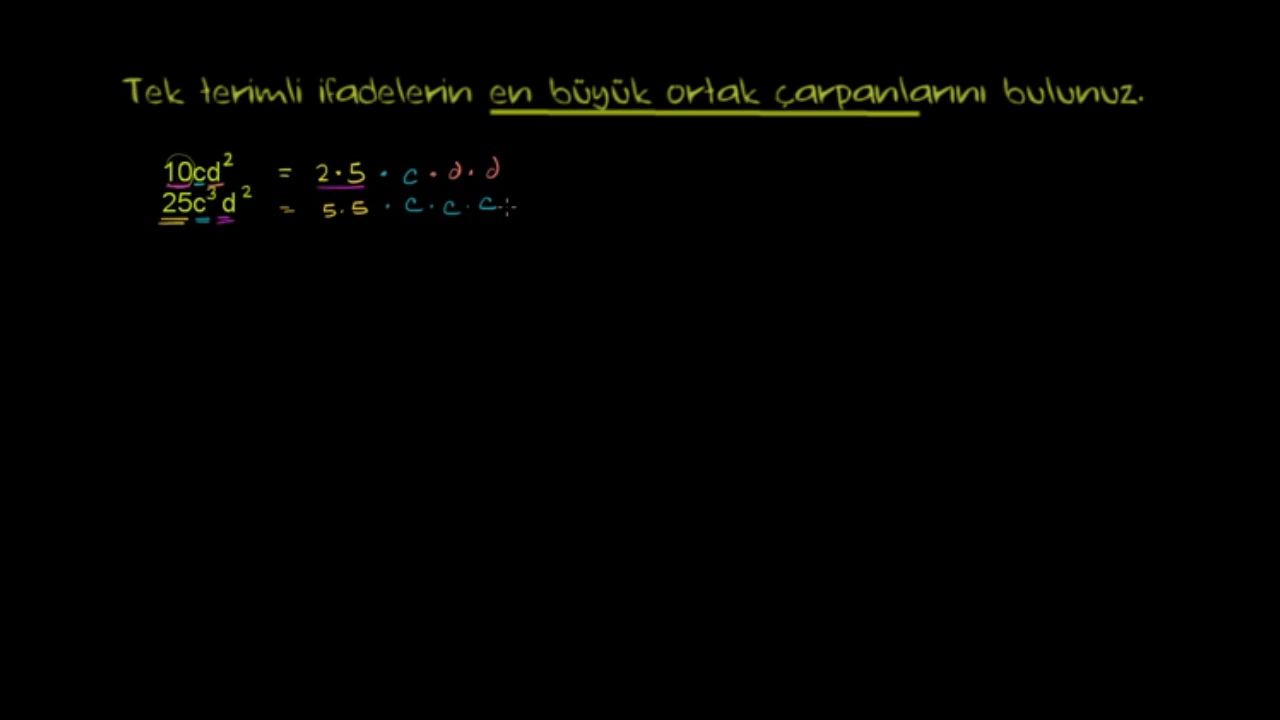 Tek terimli ifadelerin en büyük ortak çarpanlarını bulunuz.
10cd² = 2 · 5 · c · d · d
25c³d² = 5 · 5 · c · c · c ·